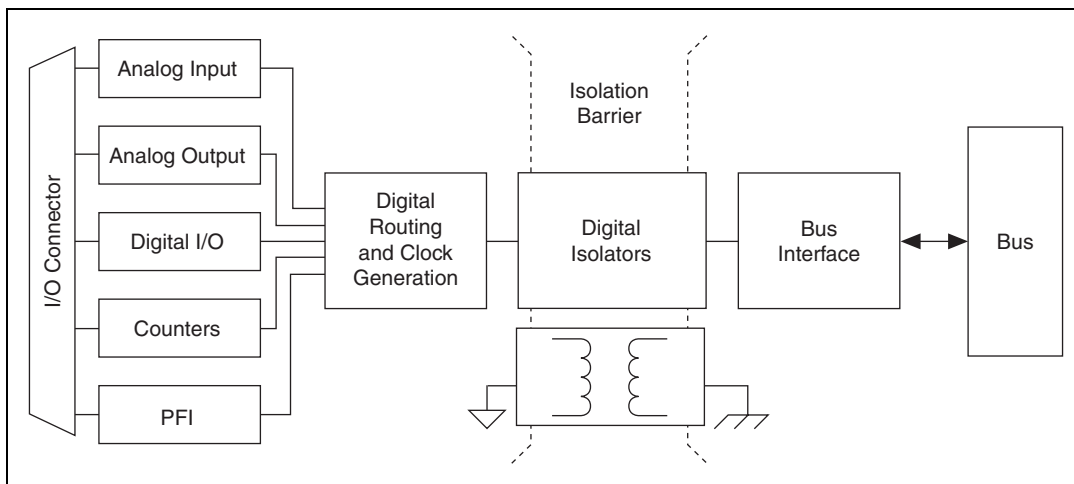 I/O Connector
Analog Input
Analog Output
Digital I/O
Counters
PFI
Digital
Routing
and Clock
Generation
Isolation
Barrier
Digital
Isolators
Bus
Interface
Bus